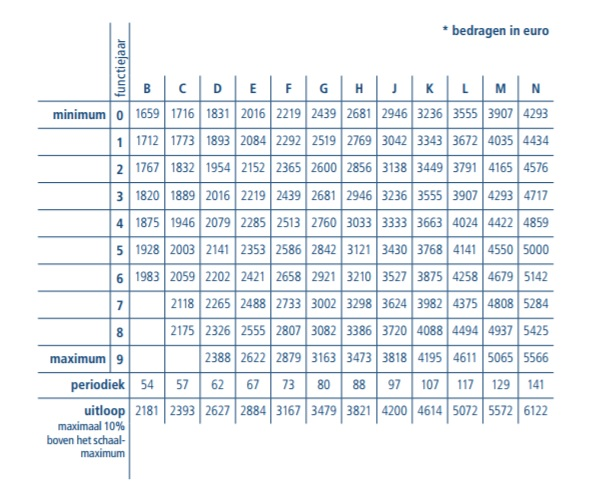 * bedragen in euro
functiejaar B C D E F G H J K L M N
minimum 0 1659 1716 1831 2016 2219 2439 2681 2946 3236 3555 3907 4293
1 1712 1773 1893 2084 2292 2519 2769 3042 3343 3672 4035 4434
2 1767 1832 1954 2152 2365 2600 2856 3138 3449 3791 4165 4576
3 1820 1889 2016 2219 2439 2681 2946 3236 3555 3907 4293 4717
4 1875 1946 2079 2285 2513 2760 3033 3333 3663 4024 4422 4859
5 1928 2003 2141 2353 2586 2842 3121 3430 3768 4141 4550 5000
6 1983 2059 2202 2421 2658 2921 3210 3527 3875 4258 4679 5142
7 2118 2265 2488 2733 3002 3298 3624 3982 4375 4808 5284
8 2175 2326 2555 2807 3082 3386 3720 4088 4494 4937 5425
maximum 9 2388 2622 2879 3163 3473 3818 4195 4611 5065 5566
periodiek 54 57 62 67 73 80 88 97 107 117 129 141
uitloop 2181 2393 2627 2884 3167 3479 3821 4200 4614 5072 5572 6122
maximaal 10%
boven het schaal-
maximum